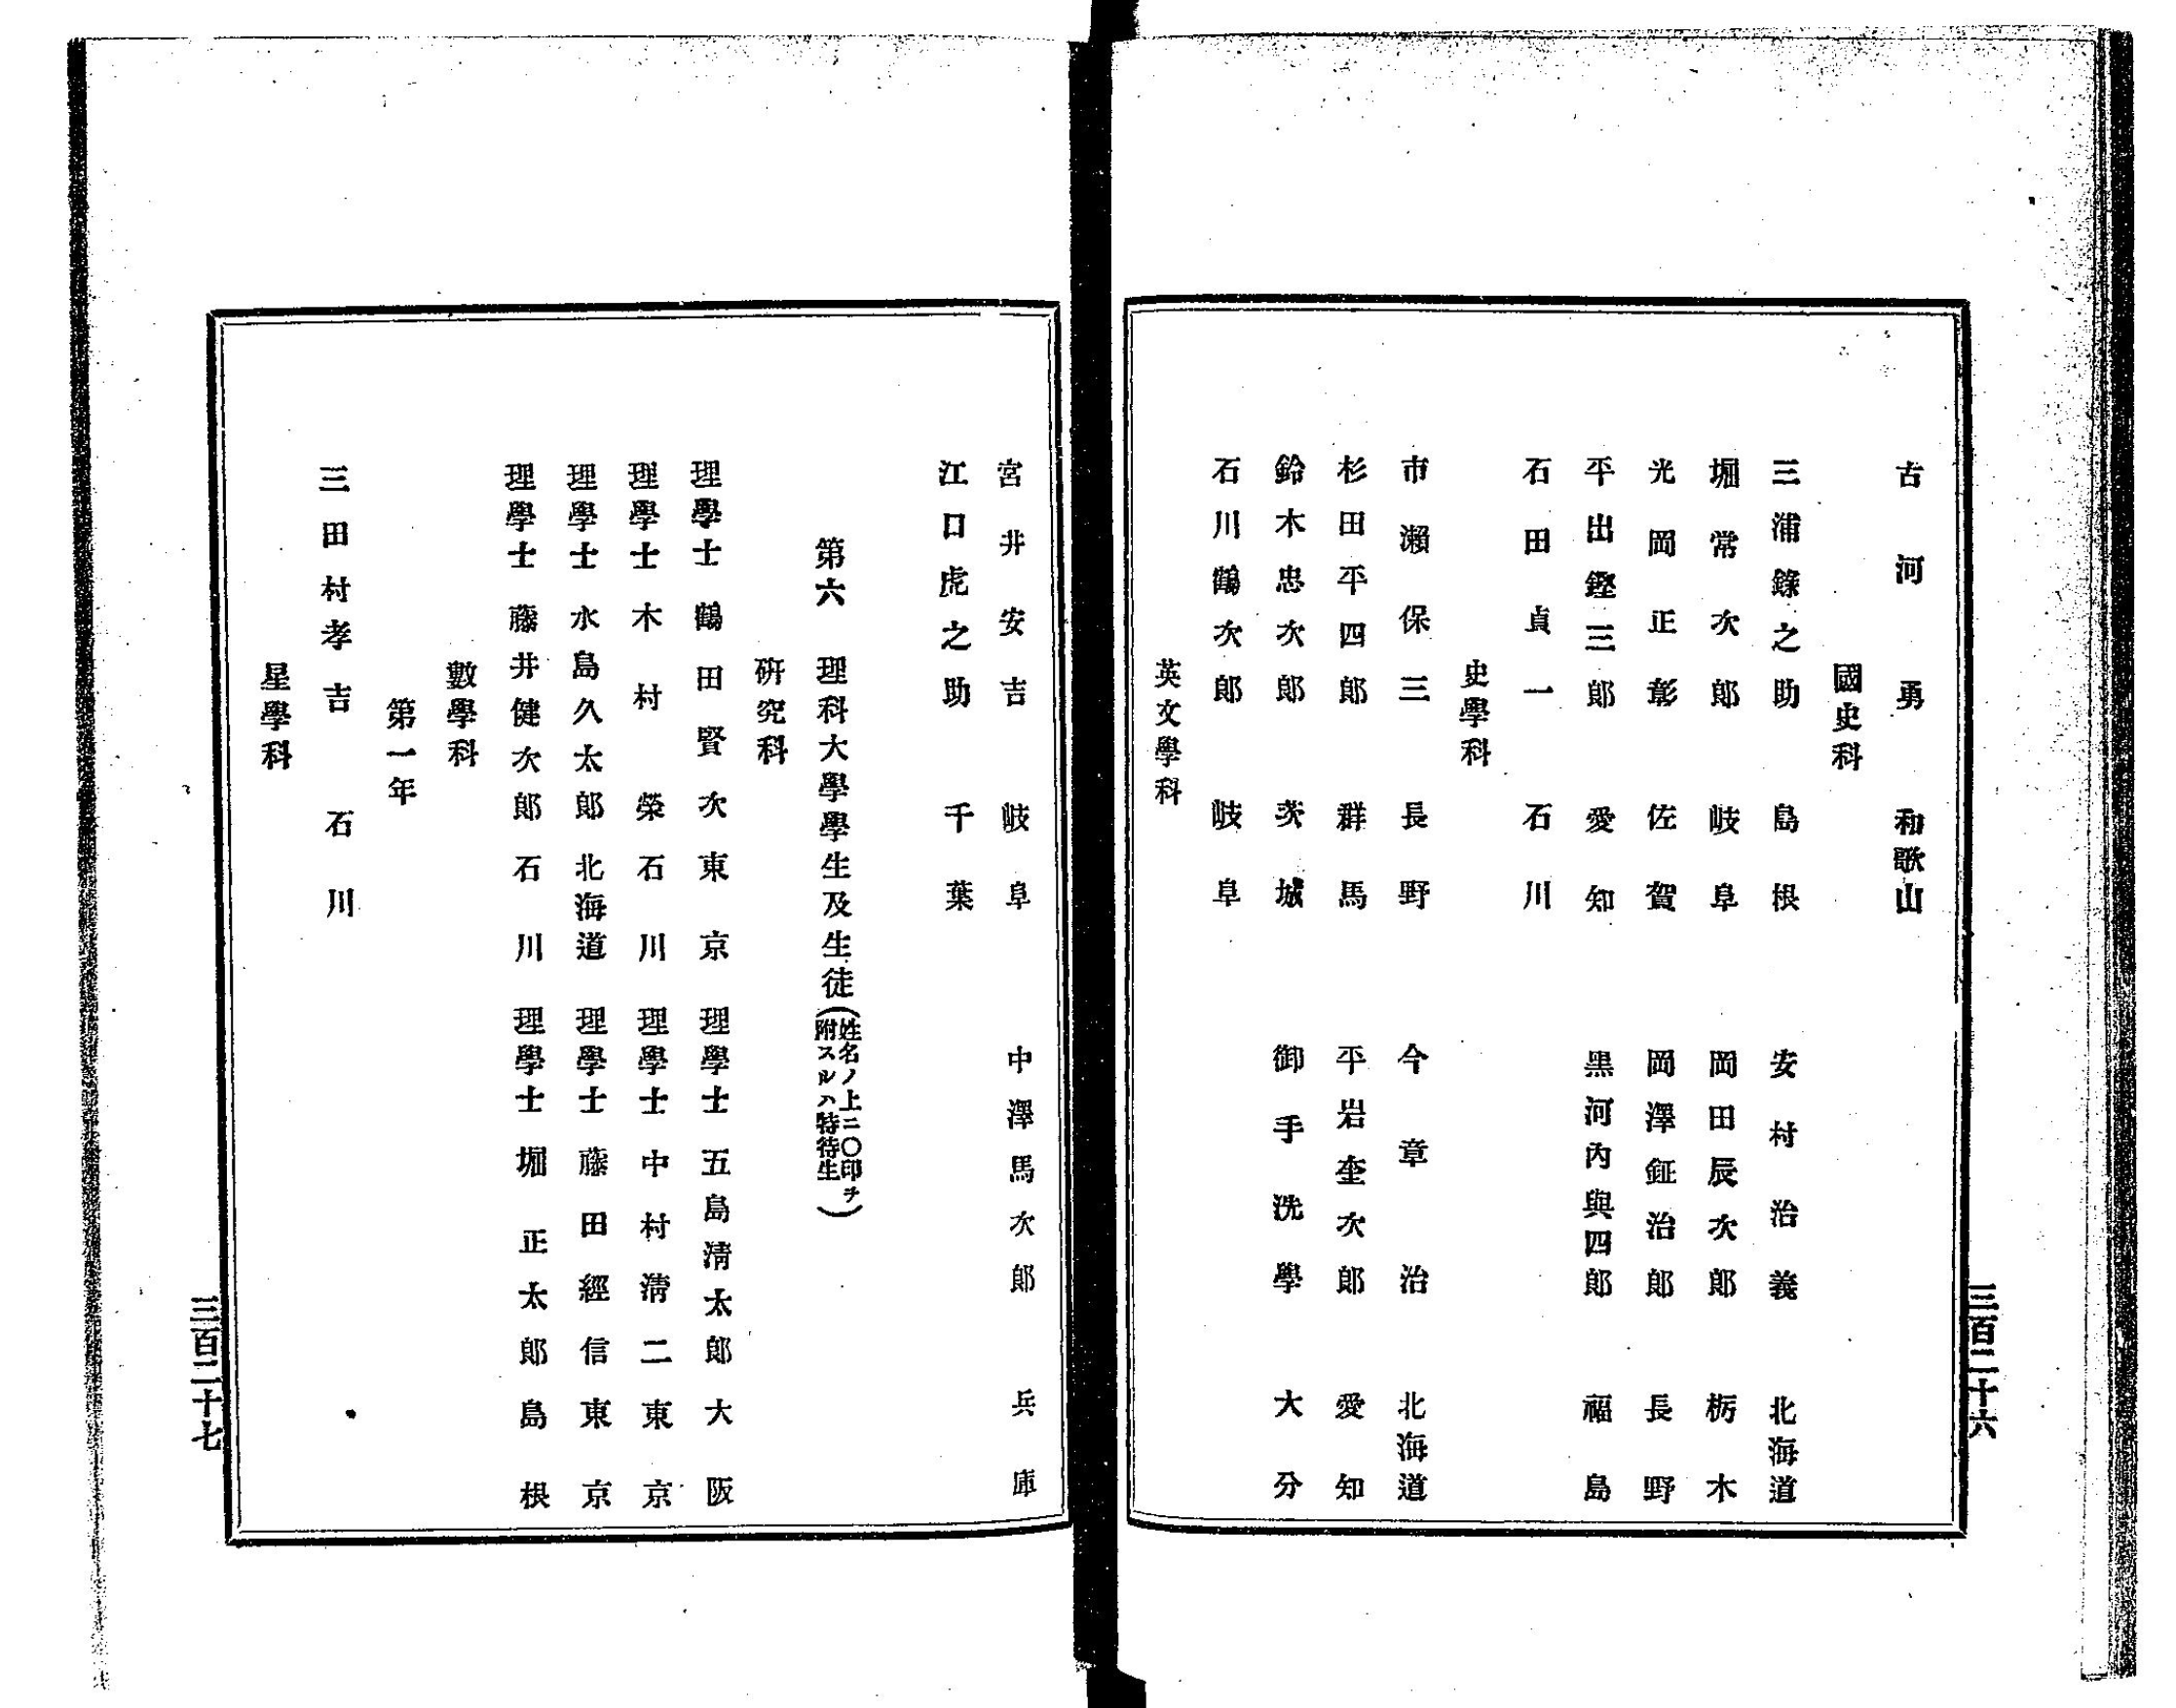 古河勇 和歌山
國史科
三浦錄之助 島根 安村治義 北海道
堀常次郎 岐阜 岡田辰次郎 栃木
光岡正彰 佐賀 岡澤鉦治郎 長野
平出鏗三郎 愛知 黑河內與四郎 福島
石田貞一 石川
史學科
市瀨保三 長野 今章治 北海道
杉田平四郎 群馬 平岩奎次郎 愛知
鈴木忠次郎 茨城 御手洗學 大分
石川鶴次郎 岐阜
英文學科
三百二十六
宮井安吉 岐阜 中澤馬次郎 兵庫
江口虎之助 千葉
第六 理科大學學生及生徒(姓名ノ上ニ〇印ヲ附スルハ特待生)
硏究科
理學士 鶴田賢次 東京 理學士 五島淸太郎 大阪
理學士 木村榮 石川 理學士 中村淸二 東京
理學士 水島久太郎 北海道 理學士 藤田經信 東京
理學士 藤井健次郎 石川 理學士 堀正太郎 島根
數學科
第一年
三田村孝吉 石川
星學科
三百二十七